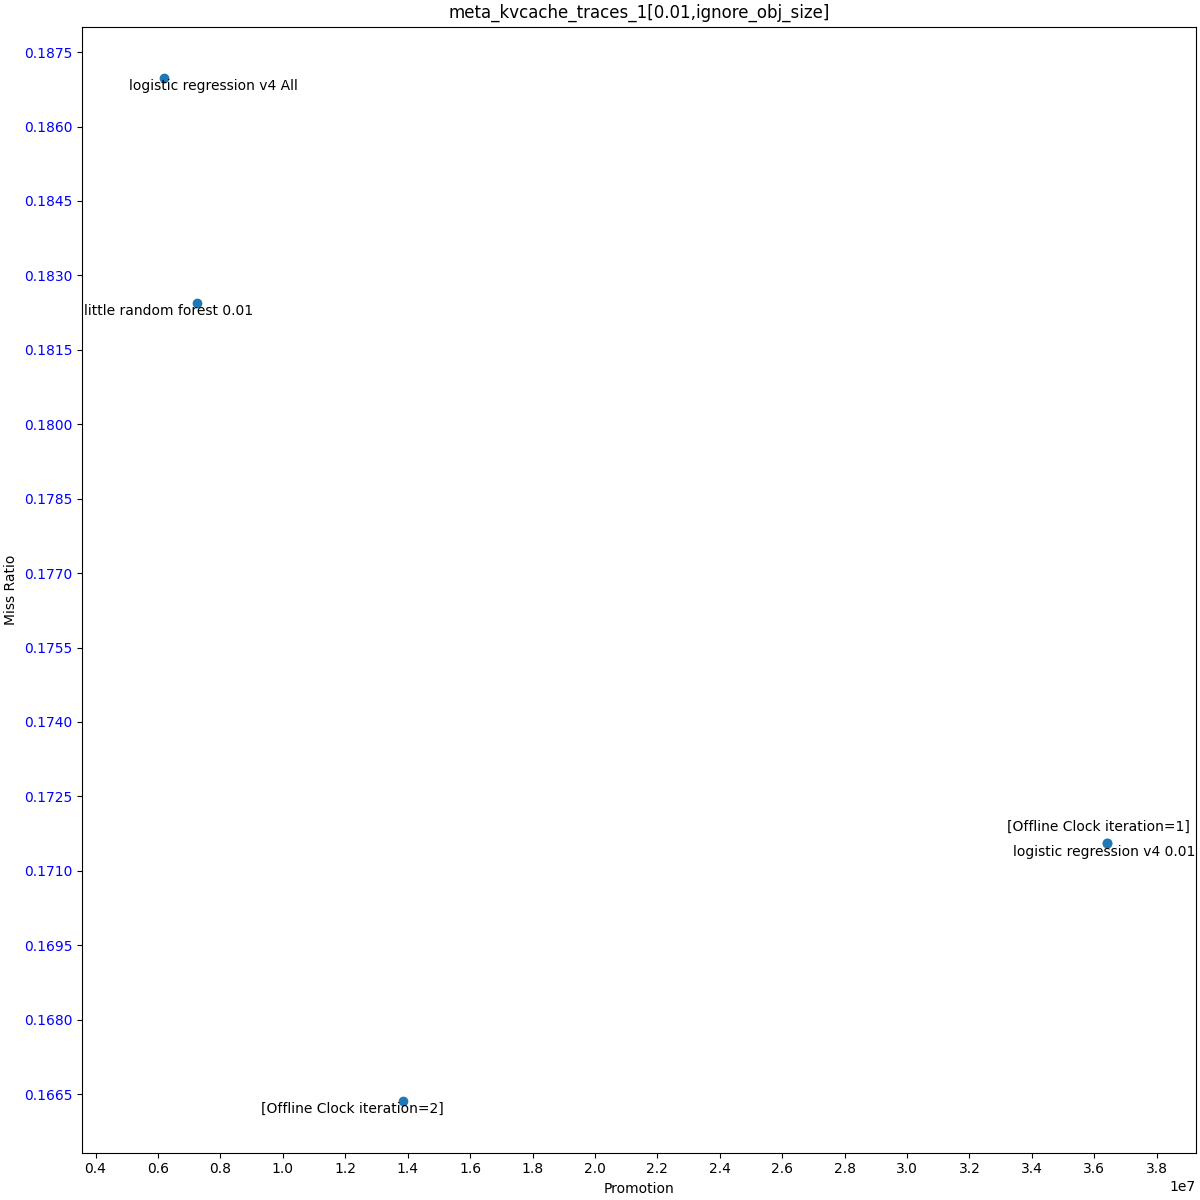 meta_kvcache_traces_1[0.01,ignore_obj_size]
0.1875
logistic regression v4 All
0.1860
0.1845
0.1830
little random forest 0.01
0.1815
0.1800
0.1785
0.1770
Miss Ratio
0.1755
0.1740
0.1725
[Offline Clock iteration=1]
logistic regression v4 0.01
0.1710
0.1695
0.1680
0.1665
[Offline Clock iteration=2]
0.4 0.6 0.8 1.0 1.2 1.4 1.6 1.8 2.0 2.2 2.4 2.6 2.8 3.0 3.2 3.4 3.6 3.8
Promotion
1e7